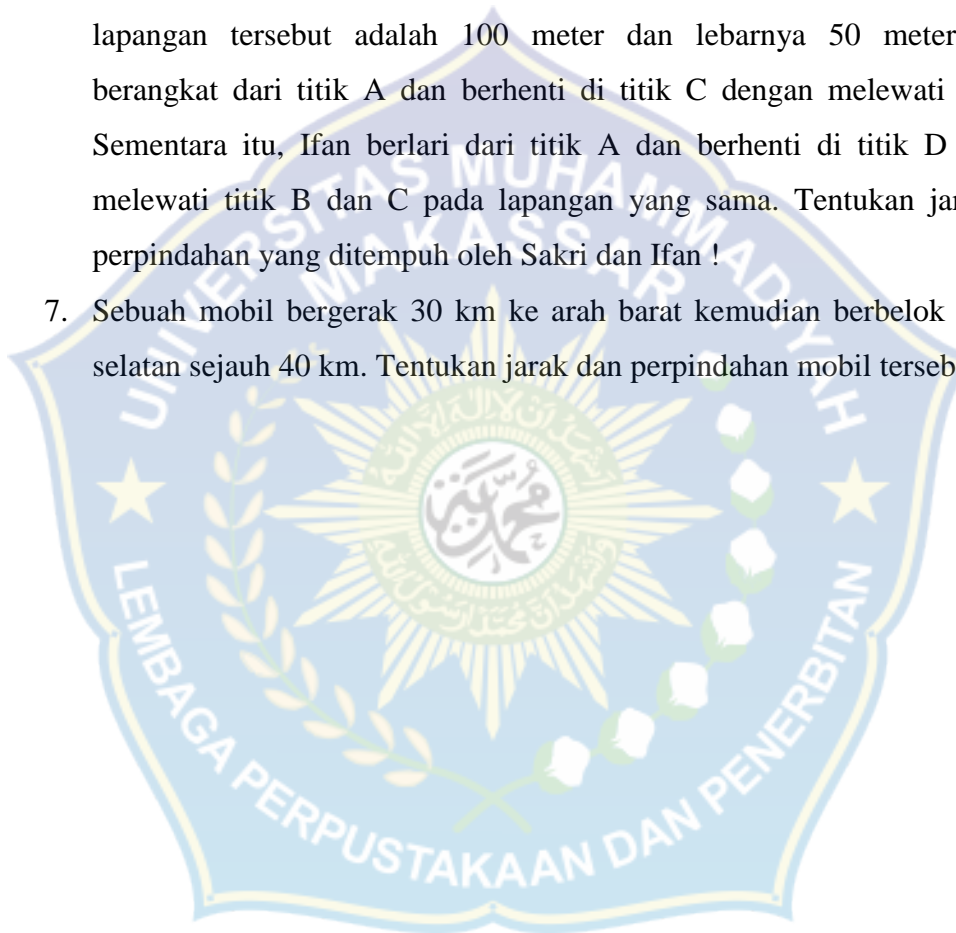 lapangan tersebut adalah 100 meter dan lebarnya 50 meter
berangkat dari titik A dan berhenti di titik C dengan melewati
Sementara itu, Ifan berlari dari titik A dan berhenti di titik D
melewati titik B dan C pada lapangan yang sama. Tentukan jar
perpindahan yang ditempuh oleh Sakri dan Ifan !
7. Sebuah mobil bergerak 30 km ke arah barat kemudian berbelok
selatan sejauh 40 km. Tentukan jarak dan perpindahan mobil terseb
UNIVERSITAS MUHAMMADIYAH
MAKASSAR
LEMBAGA PERPUSTAKAAN DAN PENERBITAN